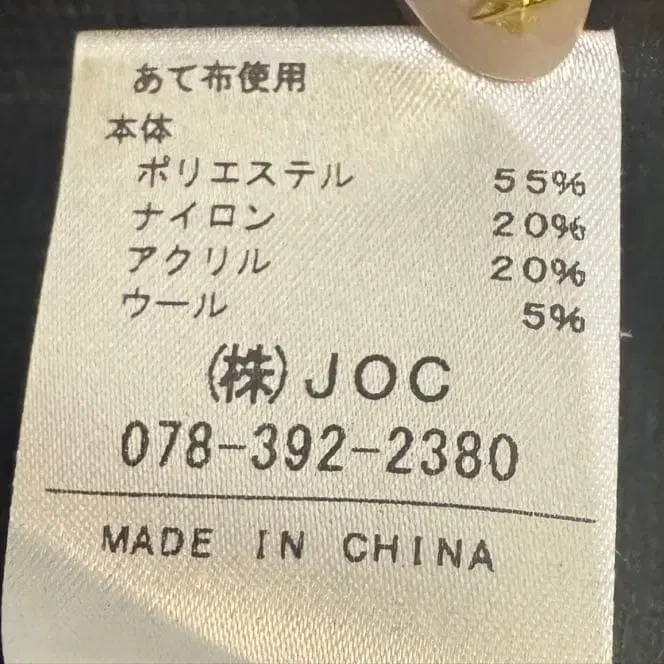 あて布使用
本体
ポリエステル 55%
ナイロン 20%
アクリル 20%
ウール 5%
(株)JOC
078-392-2380
MADE IN CHINA